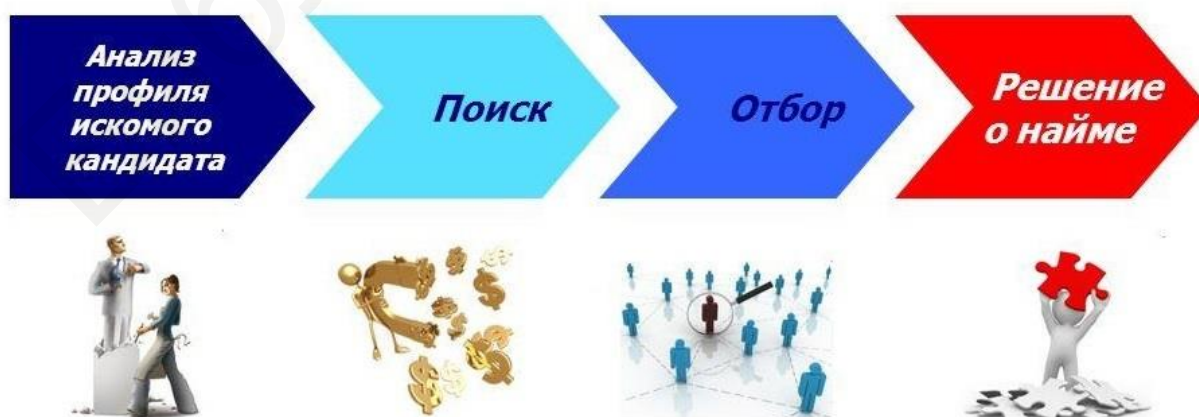 Анализ
профиля
искомого
кандидата
Поиск
Отбор
Решение
о найме